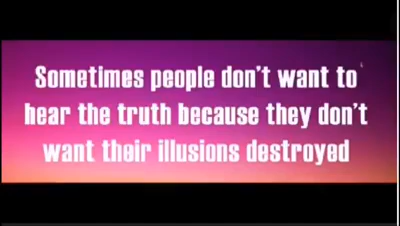 Sometimes people don't want to
hear the truth because they don't
want their illusions destroyed